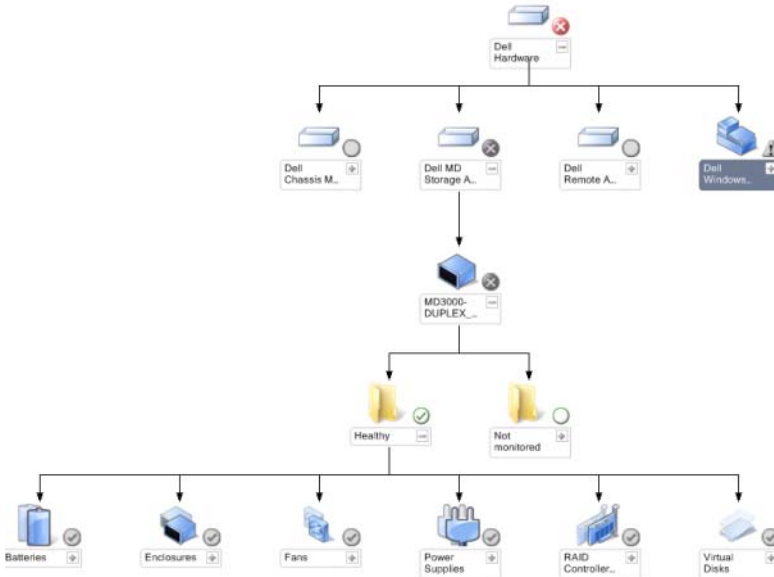 Dell
Hardware
Dell
Chassis M...
Dell MD
Storage A...
Dell
Remote A...
Dell
Windows...
MD3000-
DUPLEX_...
Healthy
Not
monitored
Batteries
Enclosures
Fans
Power
Supplies
RAID
Controller...
Virtual
Disks